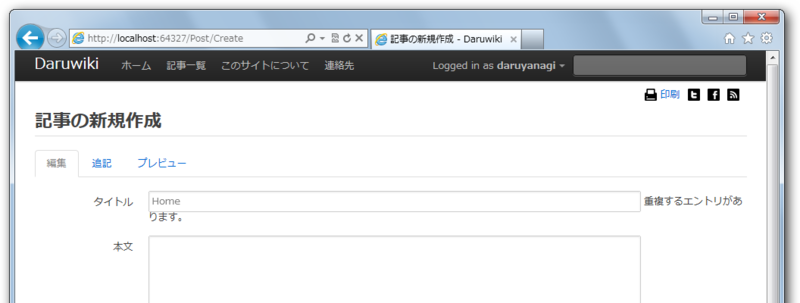 http://localhost:64327/Post/Create
記事の新規作成 - Daruwiki
Daruwiki ホーム 記事一覧 このサイトについて 連絡先 Logged in as daruyanagi
印刷
記事の新規作成
編集 追記 プレビュー
タイトル Home 重複するエントリがあ
ります。
本文